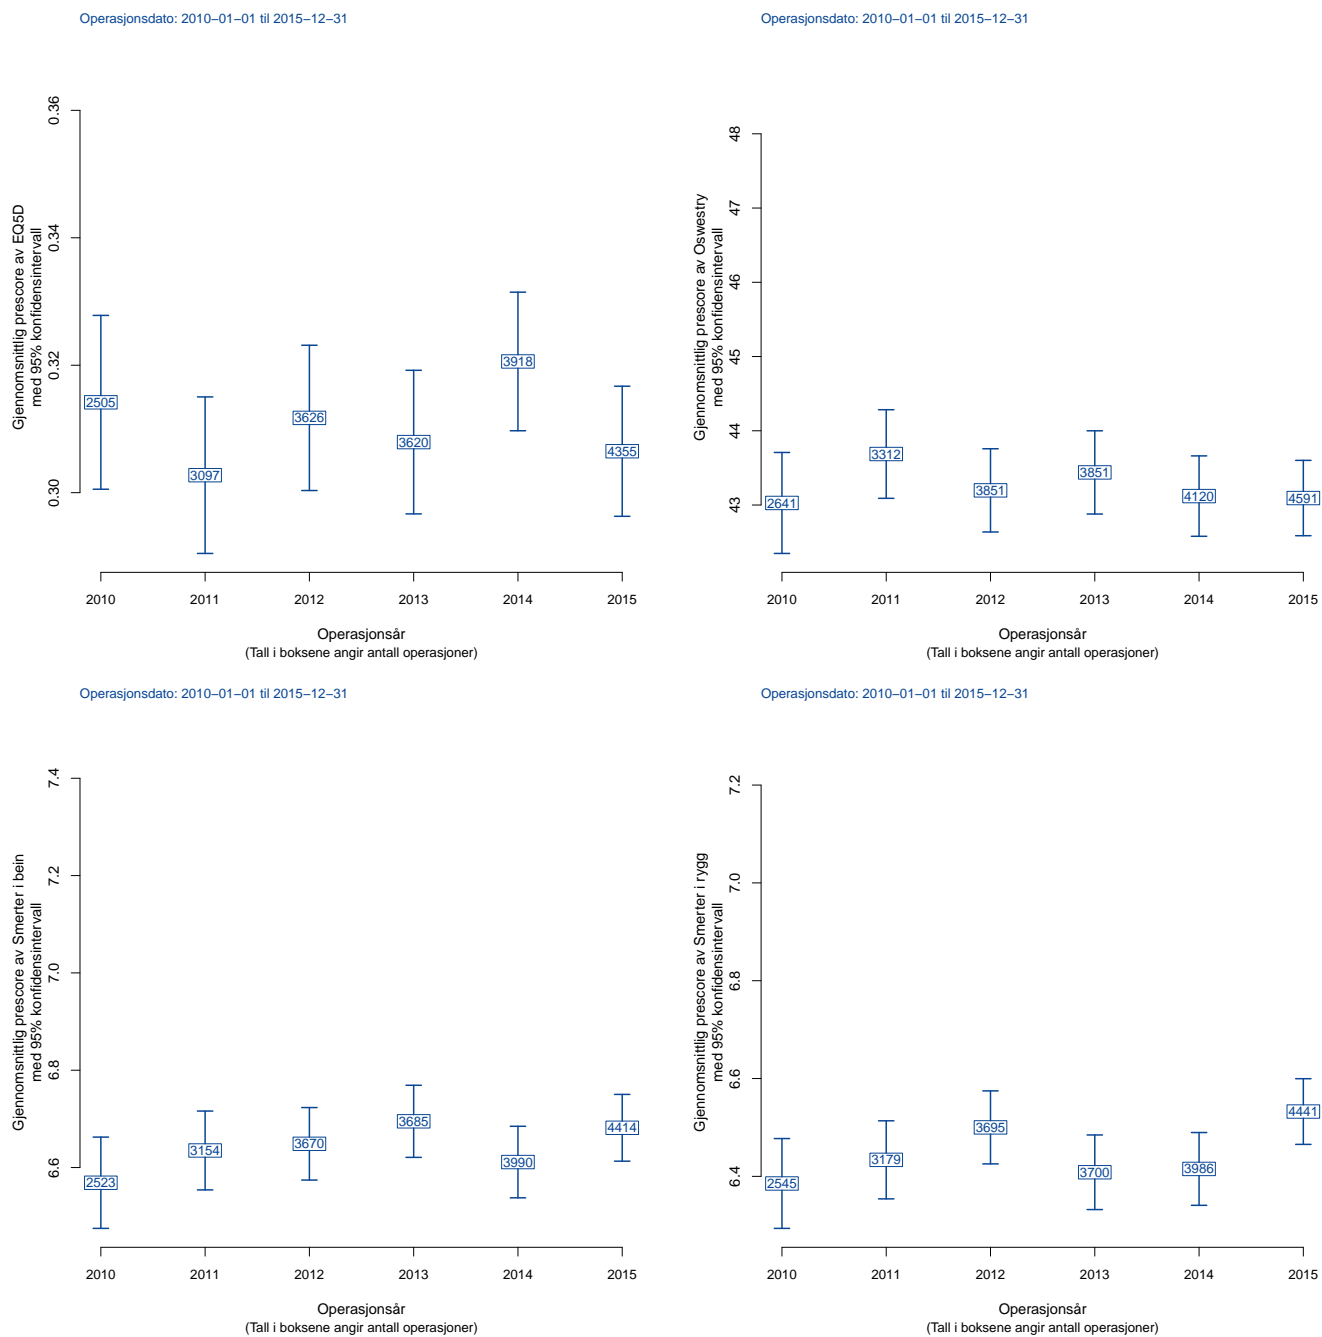 Operasjonsdato: 2010–01–01 til 2015–12–31
Gjennomsnittlig prescore av EQ5D
med 95% konfidensintervall
0.36
0.34
0.32
0.30
2505
3097
3626
3620
3918
4355
2010 2011 2012 2013 2014 2015
Operasjonsår
(Tall i boksene angir antall operasjoner)
Operasjonsdato: 2010–01–01 til 2015–12–31
Gjennomsnittlig prescore av Oswestry
med 95% konfidensintervall
48
47
46
45
44
43
2641
3312
3851
3851
4120
4591
2010 2011 2012 2013 2014 2015
Operasjonsår
(Tall i boksene angir antall operasjoner)
Operasjonsdato: 2010–01–01 til 2015–12–31
Gjennomsnittlig prescore av Smerter i bein
med 95% konfidensintervall
7.4
7.2
7.0
6.8
6.6
2523
3154
3670
3685
3990
4414
2010 2011 2012 2013 2014 2015
Operasjonsår
(Tall i boksene angir antall operasjoner)
Operasjonsdato: 2010–01–01 til 2015–12–31
Gjennomsnittlig prescore av Smerter i rygg
med 95% konfidensintervall
7.2
7.0
6.8
6.6
6.4
2545
3179
3695
3700
3986
4441
2010 2011 2012 2013 2014 2015
Operasjonsår
(Tall i boksene angir antall operasjoner)